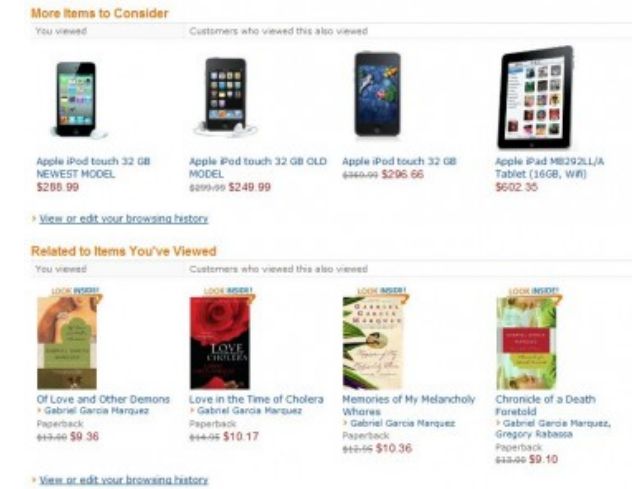 More Items to Consider
You viewed Customers who viewed this also viewed
Apple iPod touch 32 GB NEWEST MODEL
$288.99
Apple iPod touch 32 GB OLD MODEL
$299.99 $249.99
Apple iPod touch 32 GB
$369.99 $296.66
Apple iPad MB292LL/A Tablet (16GB, Wifi)
$602.35
View or edit your browsing history
Related to Items You've Viewed
You viewed Customers who viewed this also viewed
LOOK INSIDE!
Of Love and Other Demons
Gabriel Garcia Marquez
Paperback
$13.00 $9.36
LOOK INSIDE!
LOVE
CHOLERA
Love in the Time of Cholera
Gabriel Garcia Marquez
Paperback
$14.95 $10.17
LOOK INSIDE!
GABRIEL
GARCIA
MARQUEZ
Memories of My Melancholy
Whores
Gabriel Garcia Marquez
Paperback
$12.95 $10.36
LOOK INSIDE!
Chronicle of a Death
Foretold
Gabriel Garcia Marquez,
Gregory Rabassa
Paperback
$13.00 $9.10
View or edit your browsing history